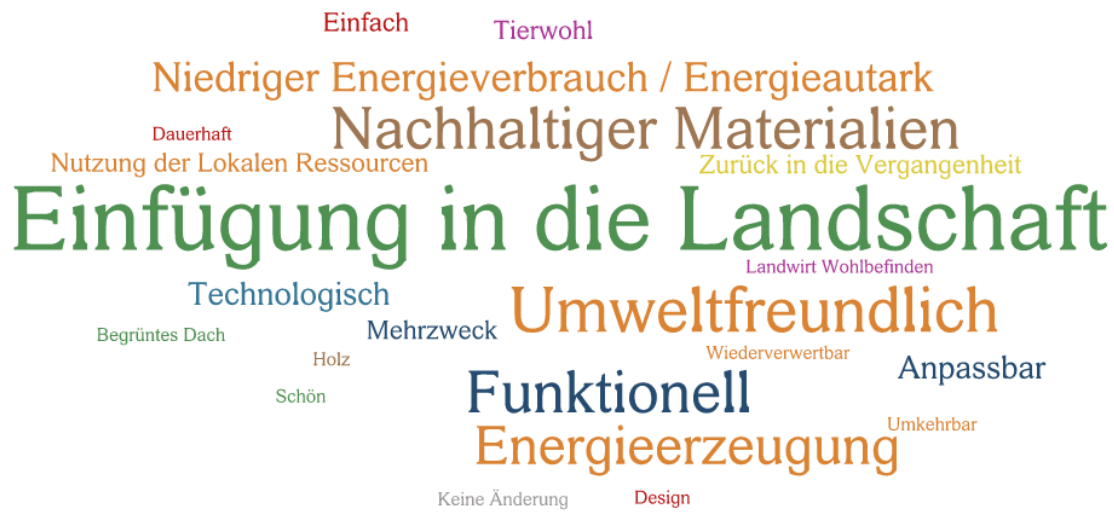 Einfach
Tierwohl
Niedriger Energieverbrauch / Energieautark
Nachhaltiger Materialien
Dauerhaft
Nutzung der Lokalen Ressourcen
Zurück in die Vergangenheit
Einfügung in die Landschaft
Landwirt Wohlbefinden
Technologisch
Umweltfreundlich
Begrüntes Dach
Mehrzweck
Holz
Wiederverwertbar
Anpassbar
Schön
Funktionell
Umkehrbar
Energieerzeugung
Keine Änderung
Design